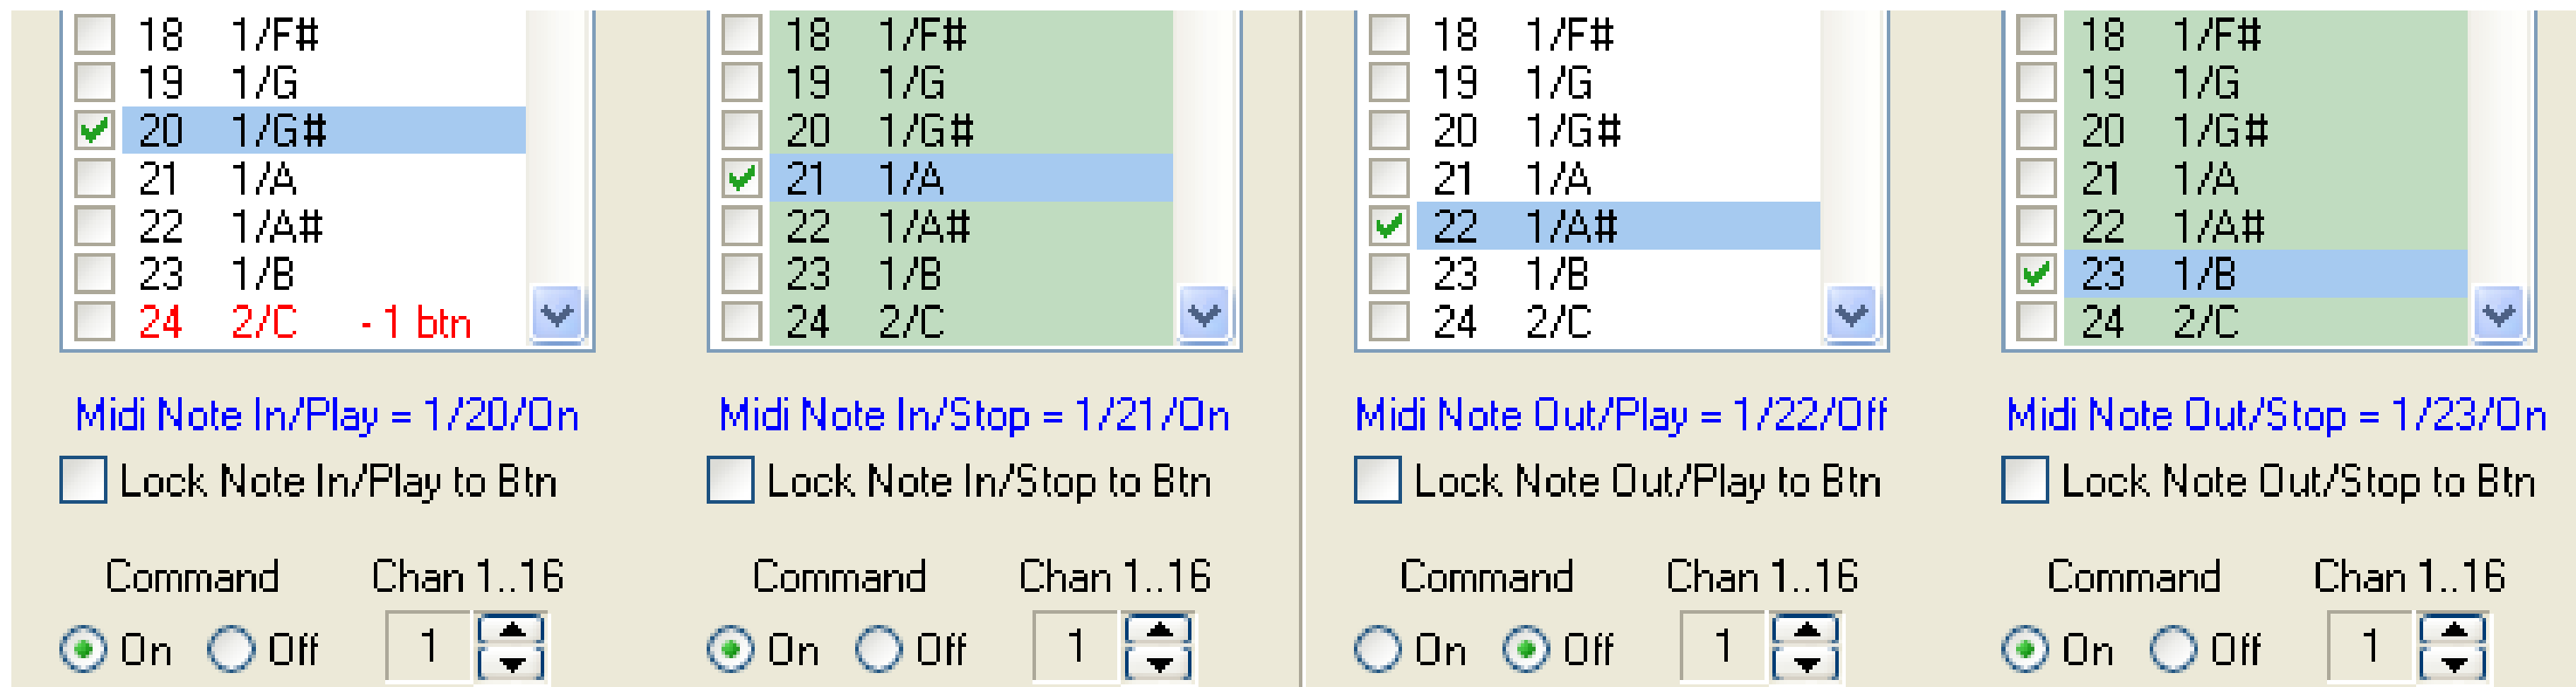 18 1/F# 18 1/F# 18 1/F# 18 1/F#
19 1/G 19 1/G 19 1/G 19 1/G
20 1/G# 20 1/G# 20 1/G# 20 1/G#
21 1/A 21 1/A 21 1/A 21 1/A
22 1/A# 22 1/A# 22 1/A# 22 1/A#
23 1/B 23 1/B 23 1/B 23 1/B
24 2/C - 1 btn 24 2/C 24 2/C 24 2/C
Midi Note In/Play = 1/20/On Midi Note In/Stop = 1/21/On Midi Note Out/Play = 1/22/Off Midi Note Out/Stop = 1/23/On
Lock Note In/Play to Btn Lock Note In/Stop to Btn Lock Note Out/Play to Btn Lock Note Out/Stop to Btn
Command Chan 1..16 Command Chan 1..16 Command Chan 1..16 Command Chan 1..16
On Off 1 On Off 1 On Off 1 On Off 1